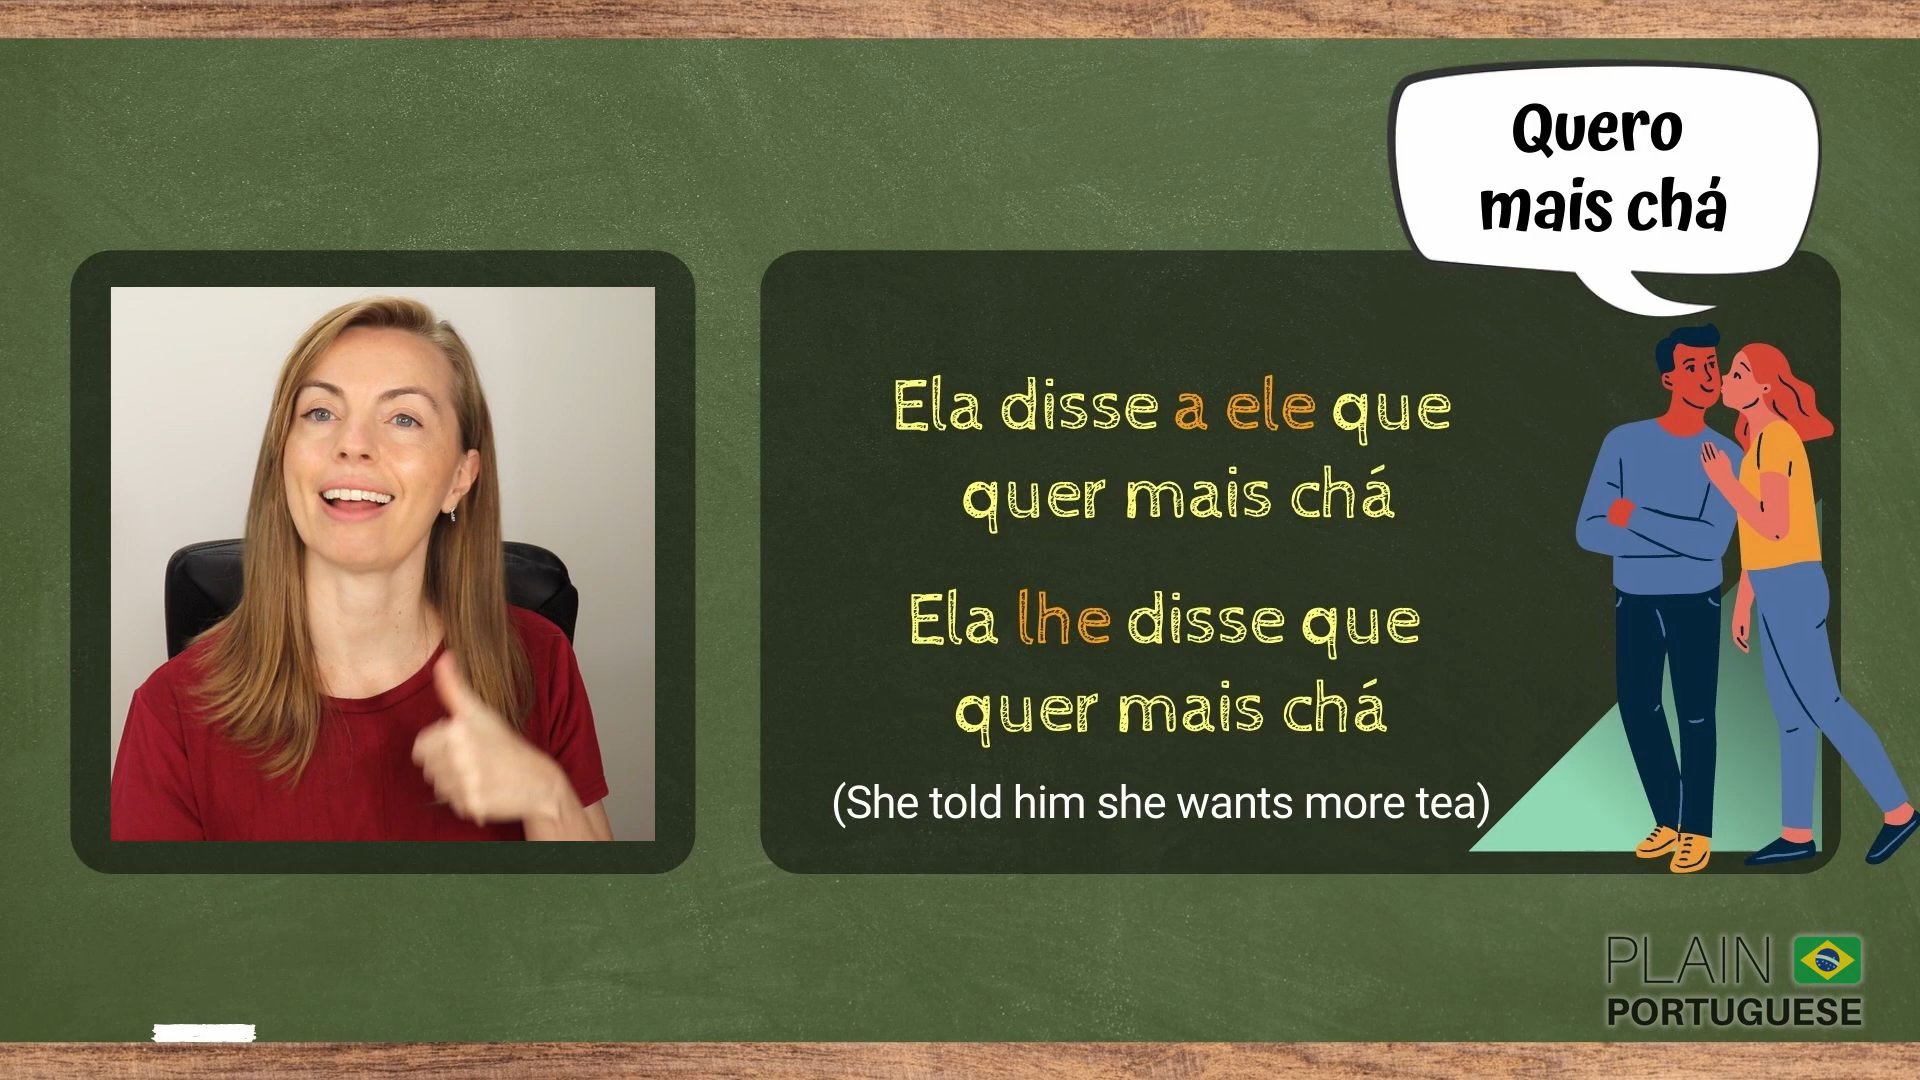 Quero
mais chá
Ela disse a ele que
quer mais chá
Ela lhe disse que
quer mais chá
(She told him she wants more tea)
PLAIN
PORTUGUESE